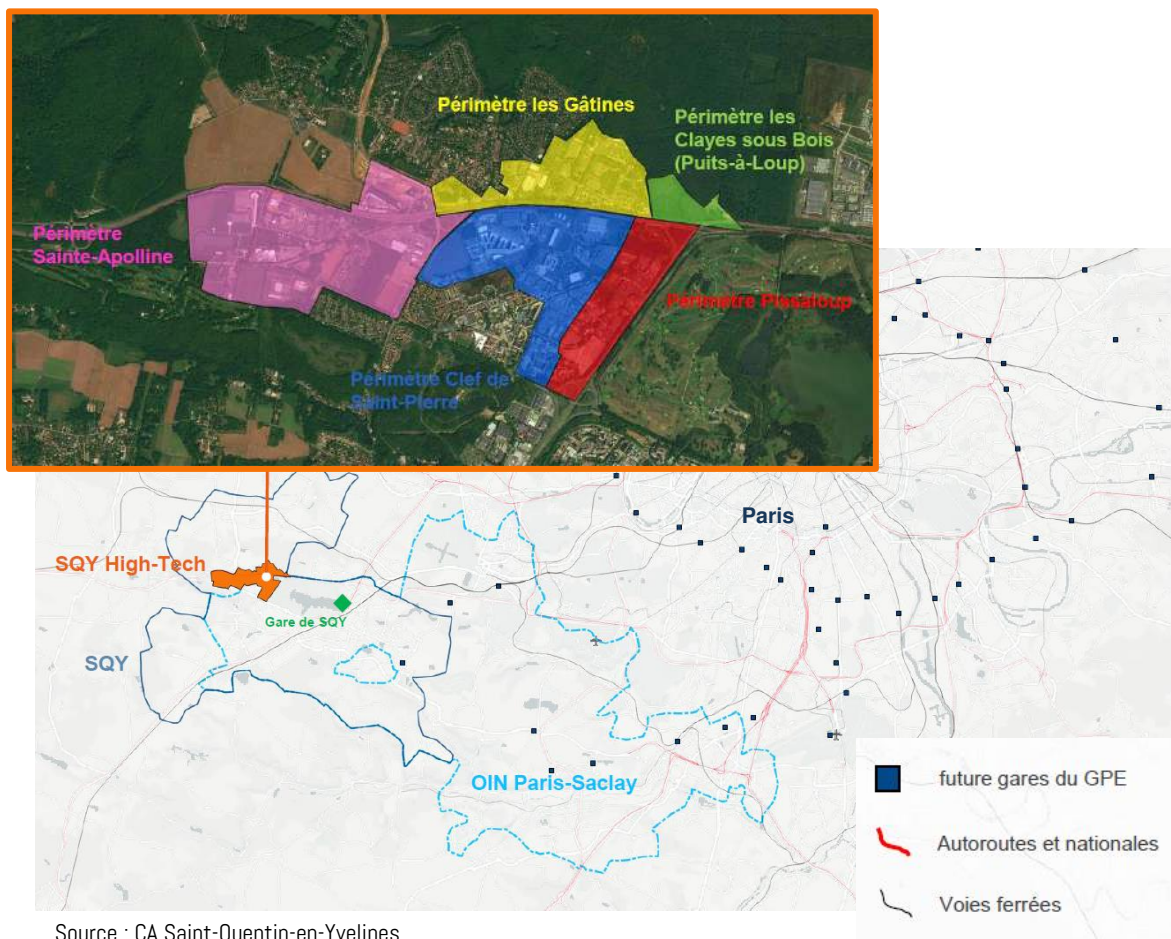 Périmètre les Gâtines
Périmètre les
Clayes sous Bois
(Puits-à-Loup)
Périmètre
Sainte-Apolline
Périmètre Pissaloup
Périmètre Clef de
Saint-Pierre
Paris
SQY High-Tech
Gare de SQY
SQY
OIN Paris-Saclay
future gares du GPE
Autoroutes et nationales
Voies ferrées
Source : CA Saint-Quentin-en-Yvelines